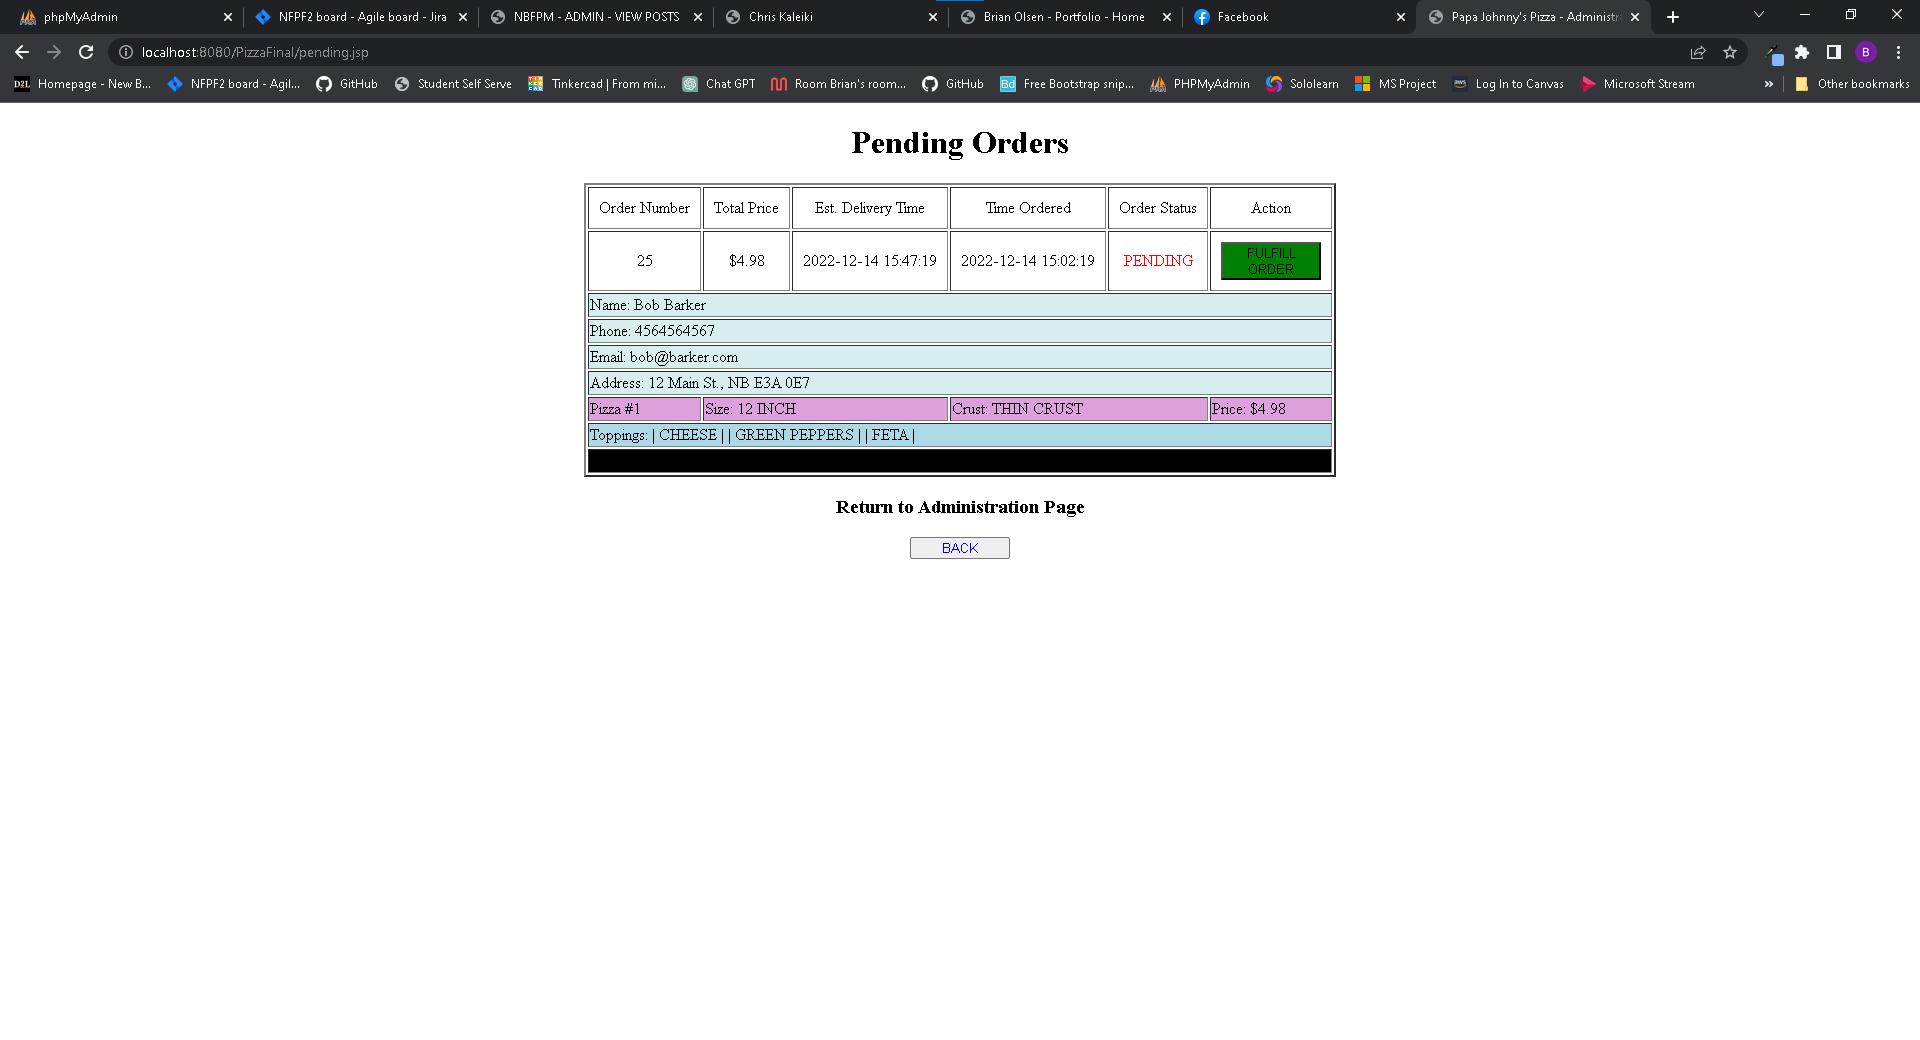 phpMyAdmin
NFPF2 board - Agile board - Jira
NBFPM - ADMIN - VIEW POSTS
Chris Kaleiki
Brian Olsen - Portfolio - Home
Facebook
Papa Johnny's Pizza - Administr
localhost:8080/PizzaFinal/pending.jsp
B
D2L
Homepage - New B...
NFPF2 board - Agil...
GitHub
Student Self Serve
Tinkercad | From mi...
Chat GPT
Room Brian's room...
GitHub
Bd
Free Bootstrap snip...
PHPMyAdmin
Sololearn
MS Project
aws
Log In to Canvas
Microsoft Stream
»
Other bookmarks
Pending Orders
Order Number Total Price Est. Delivery Time Time Ordered Order Status Action
25 $4.98 2022-12-14 15:47:19 2022-12-14 15:02:19 PENDING FULFILL
ORDER
Name: Bob Barker
Phone: 4564564567
Email: bob@barker.com
Address: 12 Main St., NB E3A 0E7
Pizza #1 Size: 12 INCH Crust: THIN CRUST Price: $4.98
Toppings: | CHEESE | | GREEN PEPPERS | | FETA |
Return to Administration Page
BACK